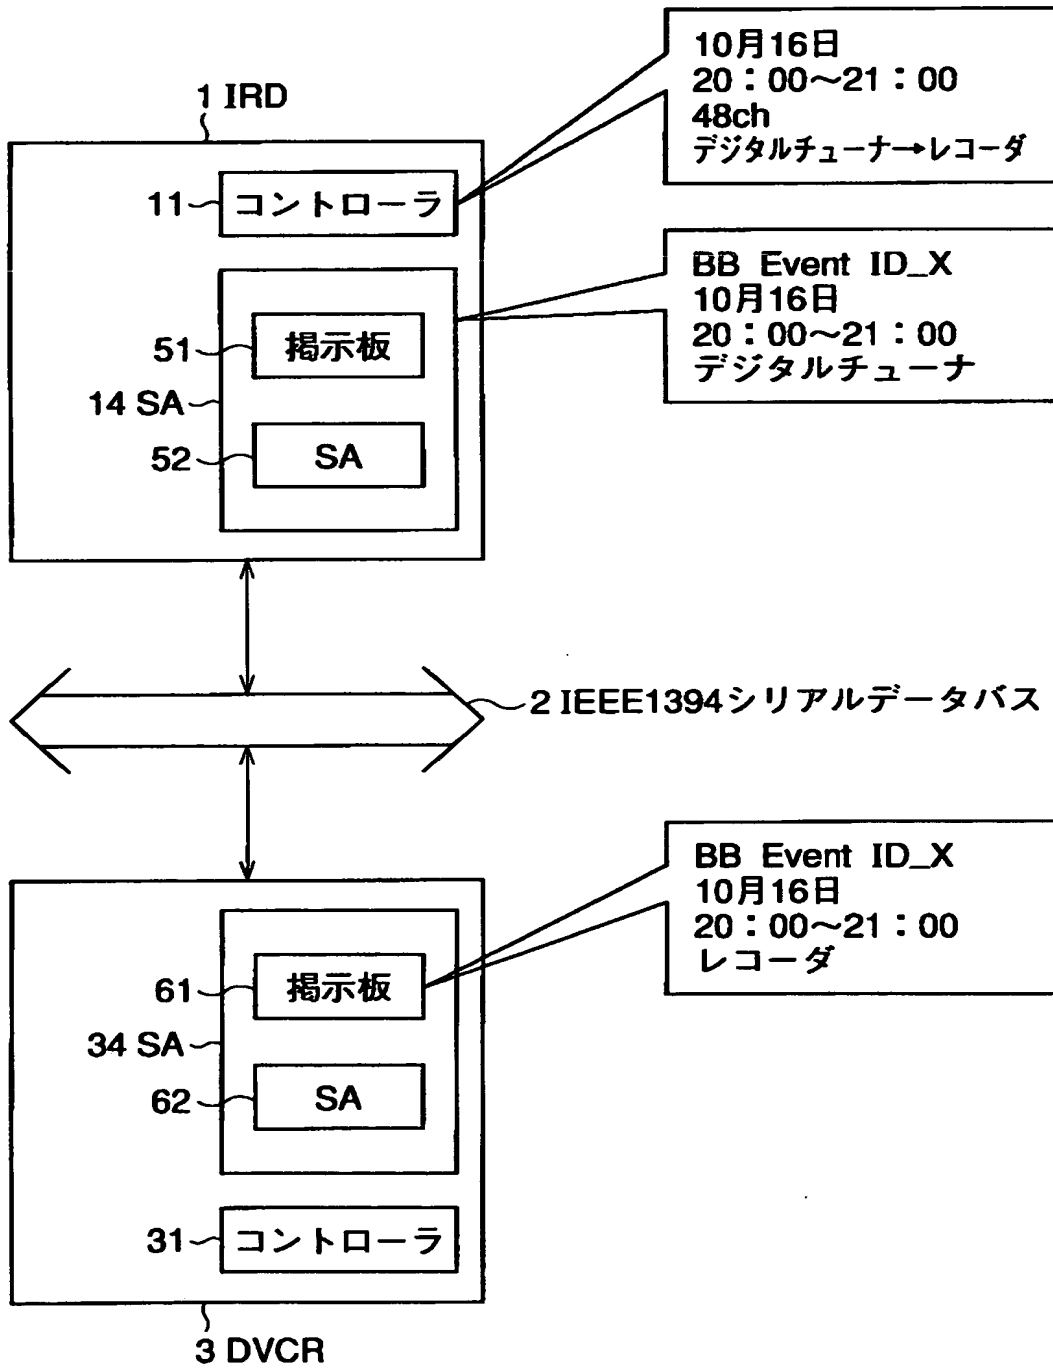 10月16日
20：00～21：00
48ch
デジタルチューナ→レコーダ
1 IRD
11 コントローラ
BB Event ID_X
10月16日
20：00～21：00
デジタルチューナ
51 掲示板
14 SA
52 SA
2 IEEE1394シリアルデータバス
BB Event ID_X
10月16日
20：00～21：00
レコーダ
61 掲示板
34 SA
62 SA
31 コントローラ
3 DVCR